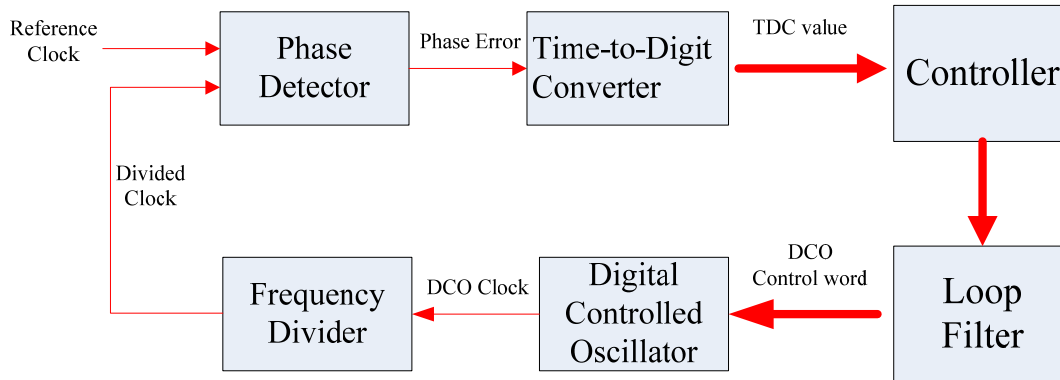 Reference
Clock
Phase
Detector
Phase Error
Time-to-Digit
Converter
TDC value
Controller
Divided
Clock
Frequency
Divider
DCO Clock
Digital
Controlled
Oscillator
DCO
Control word
Loop
Filter